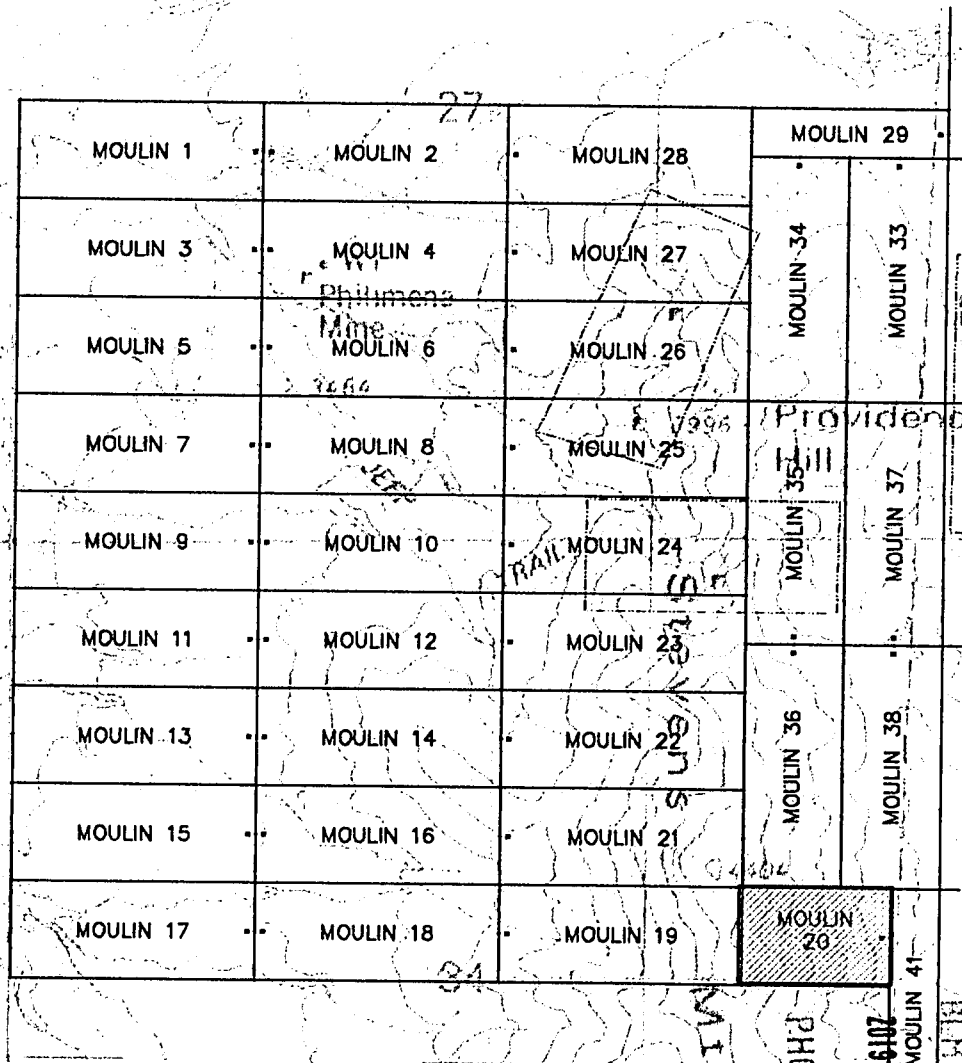 27
MOULIN 1
MOULIN 2
MOULIN 28
MOULIN 29
MOULIN 3
MOULIN 4
MOULIN 27
MOULIN 34
MOULIN 33
Philimena
Mine
MOULIN 5
MOULIN 6
MOULIN 26
MOULIN 7
MOULIN 8
MOULIN 25
Hill
MOULIN 35
MOULIN 37
JEFF
MOULIN 9
MOULIN 10
TRAIL
MOULIN 24
MOULIN 11
MOULIN 12
MOULIN 23
MOULIN 13
MOULIN 14
MOULIN 22
MOULIN 36
MOULIN 38
MOULIN 15
MOULIN 16
MOULIN 21
MOULIN 17
MOULIN 18
MOULIN 19
MOULIN
20
34
MOULIN 41